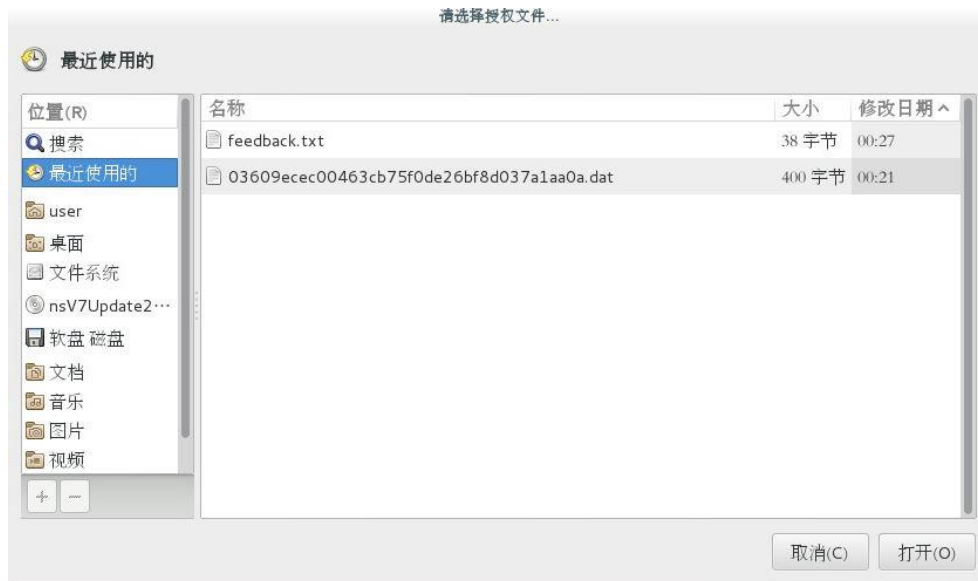 请选择授权文件...
最近使用的
位置(R)
搜索
最近使用的
user
桌面
文件系统
nsV7Update2···
软盘 磁盘
文档
音乐
图片
视频
名称 大小 修改日期
feedback.txt 38 字节 00:27
03609ecec00463cb75f0de26bf8d037a1aa0a.dat 400 字节 00:21
取消(C) 打开(O)